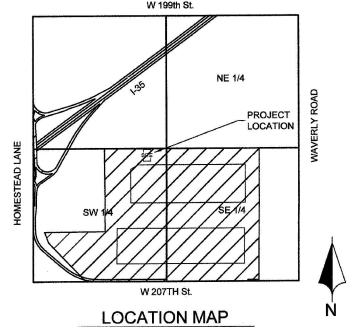 W 199th St.
I-35
NE 1/4
PROJECT
LOCATION
HOMESTEAD LANE
WAVERLY ROAD
SW 1/4
SE 1/4
W 207TH St.
N
LOCATION MAP